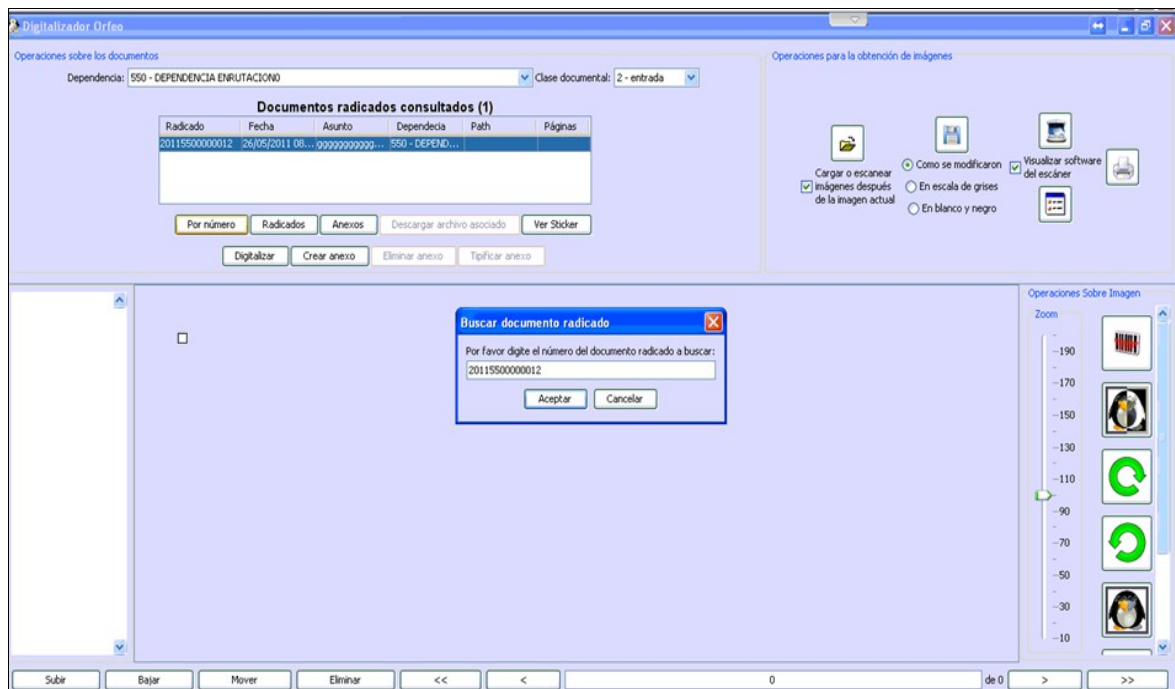 Digitalizador Orfeo
Operaciones sobre los documentos
Dependencia: 550 - DEPENDENCIA ENRUTACION0 Clase documental: 2 - entrada
Documentos radicados consultados (1)
Radicado Fecha Asunto Dependecia Path Páginas
20115500000012 26/05/2011 08... ggggggggggg... 550 - DEPEND...
Por número Radicados Anexos Descargar archivo asociado Ver Sticker
Digitalizar Crear anexo Eliminar anexo Tipificar anexo
Operaciones para la obtención de imágenes
Cargar o escanear
imágenes después
de la imagen actual
Como se modificaron
En escala de grises
En blanco y negro
Visualizar software
del escáner
Buscar documento radicado
Por favor digite el número del documento radicado a buscar:
20115500000012
Aceptar Cancelar
Operaciones Sobre Imagen
Zoom
190
170
150
130
110
90
70
50
30
10
Subir Bajar Mover Eliminar << < 0 de 0 > >>